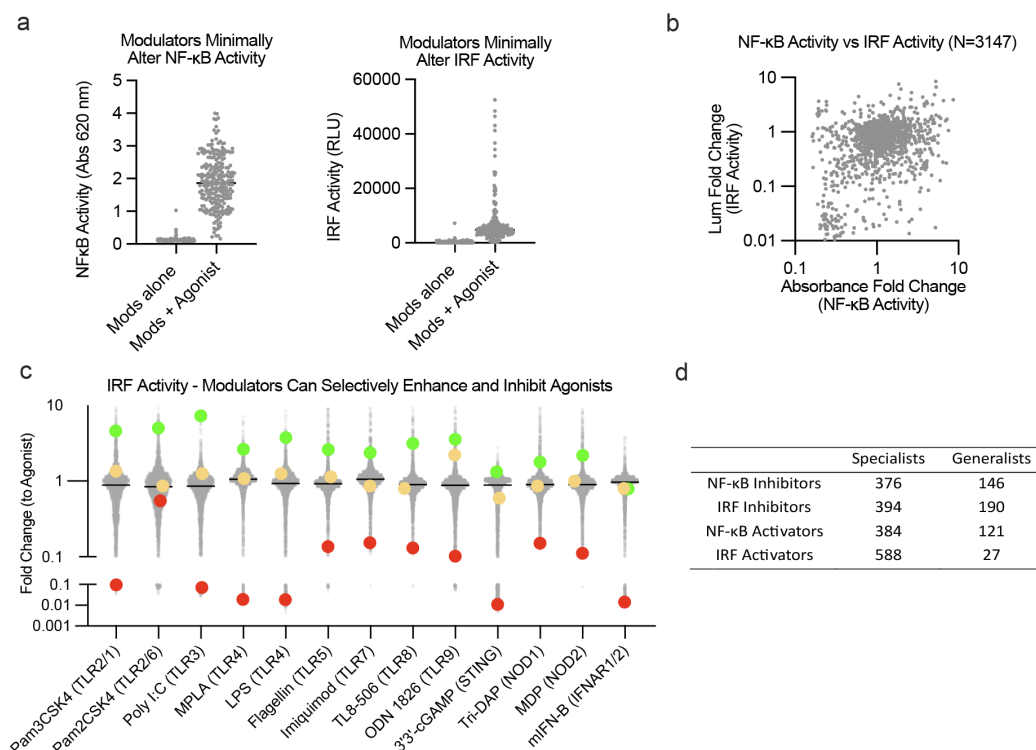 a
Modulators Minimally
Alter NF-κB Activity
5
4
3
2
1
0
NFκB Activity (Abs 620 nm)
Mods alone
Mods + Agonist
Modulators Minimally
Alter IRF Activity
60000
40000
20000
0
IRF Activity (RLU)
Mods alone
Mods + Agonist
b
NF-κB Activity vs IRF Activity (N=3147)
10
1
0.1
0.01
Lum Fold Change
(IRF Activity)
0.1
1
10
Absorbance Fold Change
(NF-κB Activity)
c
IRF Activity - Modulators Can Selectively Enhance and Inhibit Agonists
10
1
0.1
0.1
0.01
0.001
Fold Change (to Agonist)
Pam3CSK4 (TLR2/1)
Pam2CSK4 (TLR2/6)
Poly I:C (TLR3)
MPLA (TLR4)
LPS (TLR4)
Flagellin (TLR5)
Imiquimod (TLR7)
TL8-506 (TLR8)
ODN 1826 (TLR9)
3'3'-cGAMP (STING)
Tri-DAP (NOD1)
MDP (NOD2)
mIFN-B (IFNAR1/2)
d
Specialists Generalists
NF-κB Inhibitors 376 146
IRF Inhibitors 394 190
NF-κB Activators 384 121
IRF Activators 588 27